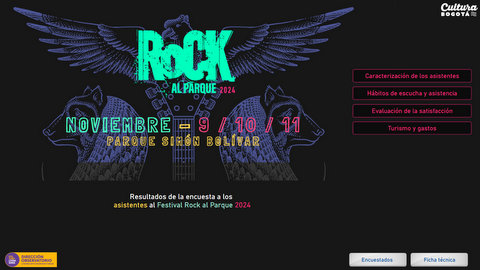 Cultura
BOGOTÁ
ROCK
AL PARQUE 2024
NOVIEMBRE – 9 / 10 / 11
PARQUE SIMÓN BOLÍVAR
Caracterización de los asistentes
Hábitos de escucha y asistencia
Evaluación de la satisfacción
Turismo y gastos
Resultados de la encuesta a los
asistentes al Festival Rock al Parque 2024
DIRECCIÓN
OBSERVATORIO
Encuestados
Ficha técnica